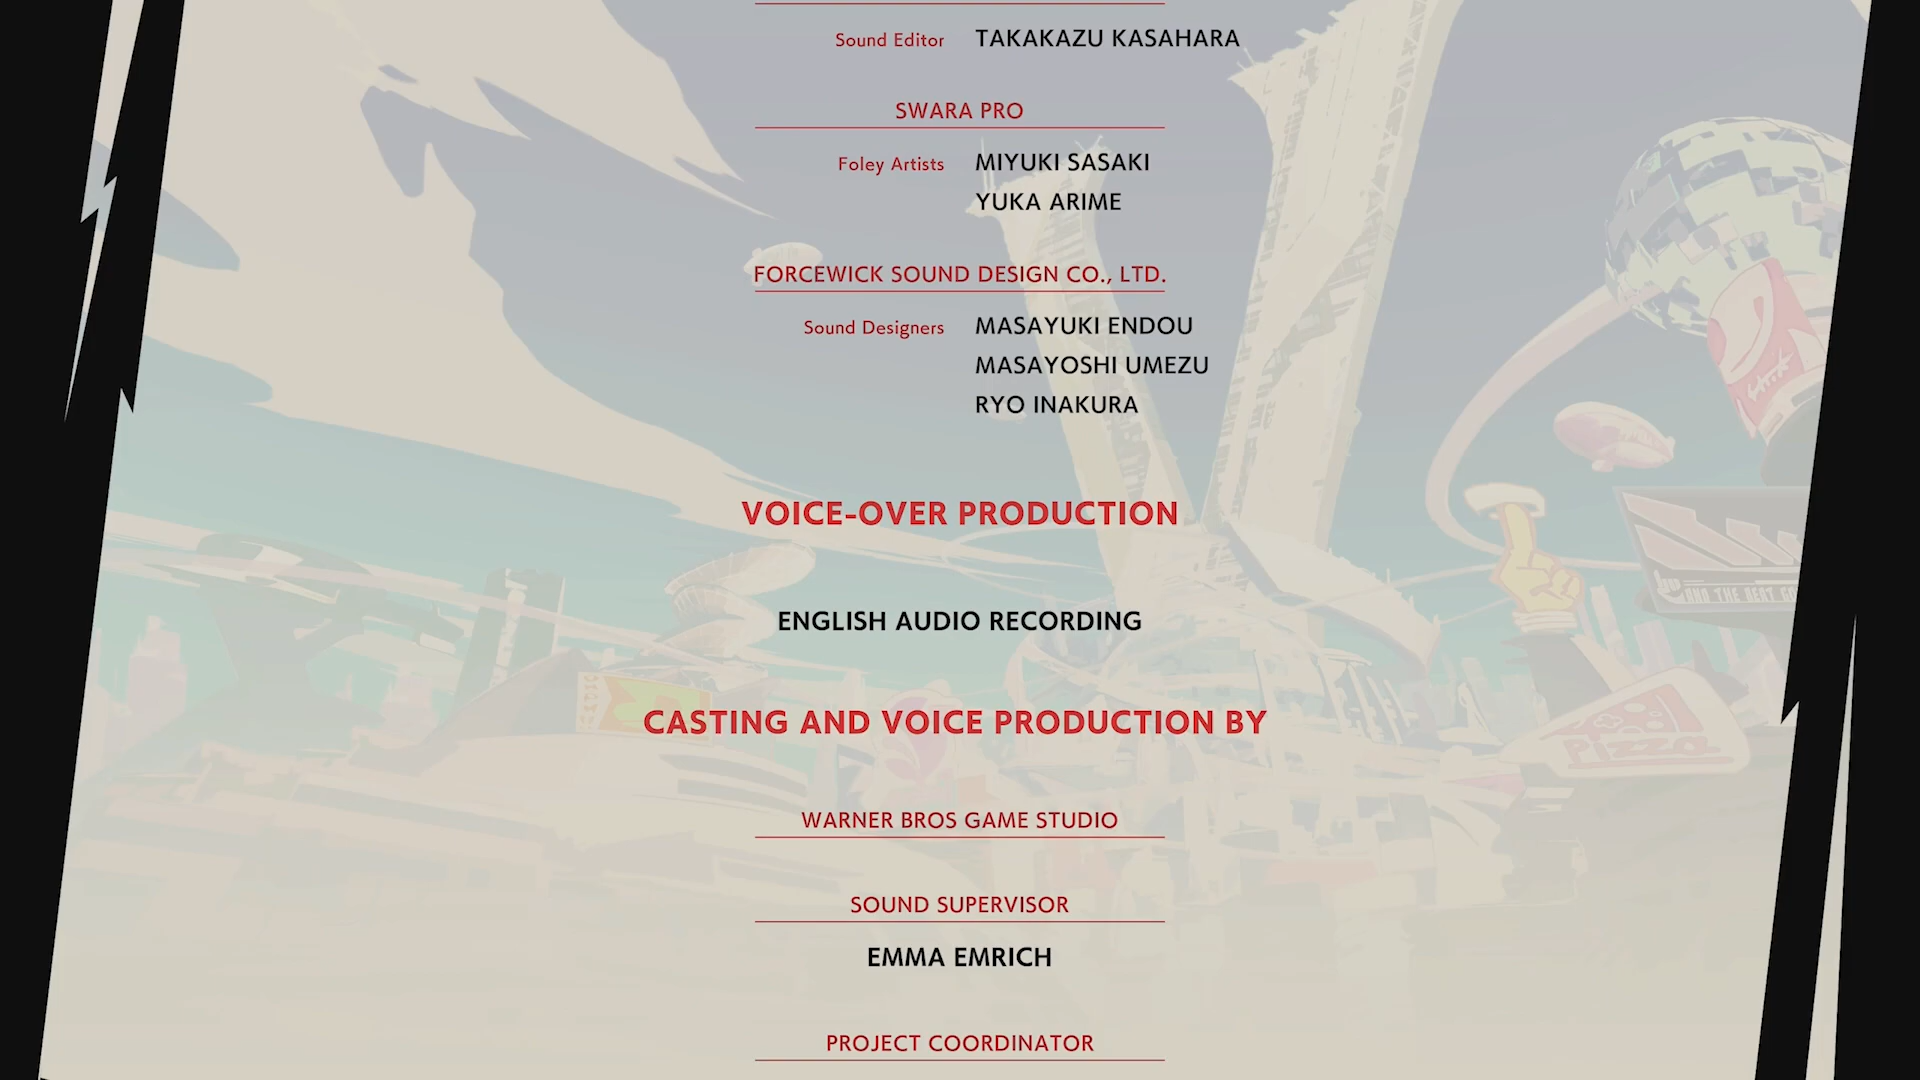 Sound Editor TAKAKAZU KASAHARA
SWARA PRO
Foley Artists MIYUKI SASAKI
YUKA ARIME
FORCEWICK SOUND DESIGN CO., LTD.
Sound Designers MASAYUKI ENDOU
MASAYOSHI UMEZU
RYO INAKURA
VOICE-OVER PRODUCTION
ENGLISH AUDIO RECORDING
CASTING AND VOICE PRODUCTION BY
Pizza
WARNER BROS GAME STUDIO
SOUND SUPERVISOR
EMMA EMRICH
PROJECT COORDINATOR